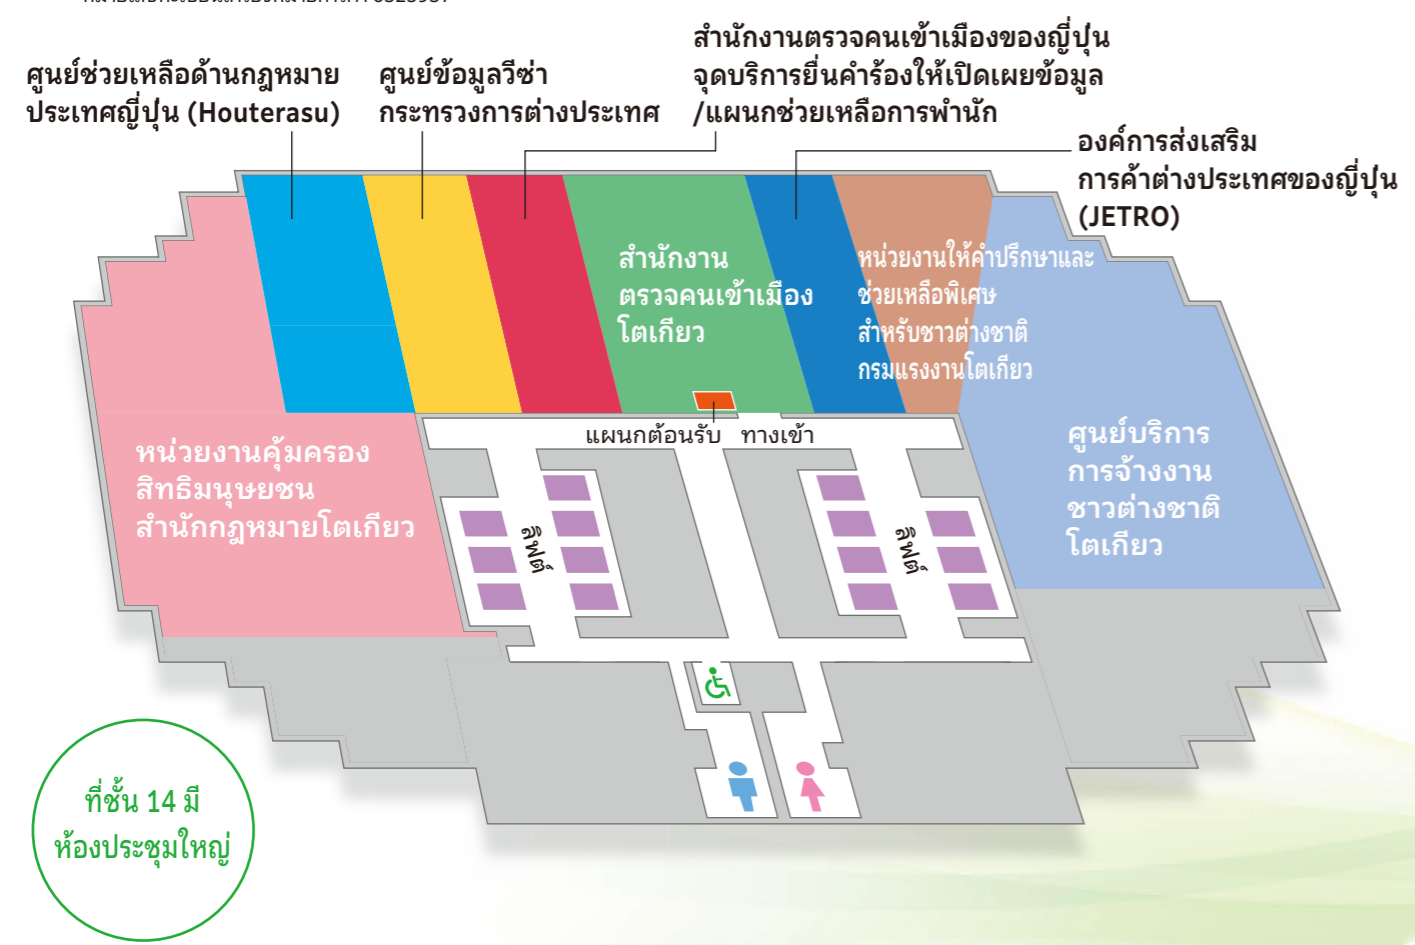 ศูนย์ช่วยเหลือด้านกฎหมาย
ประเทศญี่ปุ่น (Houterasu)
ศูนย์ข้อมูลวีซ่า
กระทรวงการต่างประเทศ
สำนักงานตรวจคนเข้าเมืองของญี่ปุ่น
จุดบริการยื่นคำร้องให้เปิดเผยข้อมูล
/แผนกช่วยเหลือการพำนัก
องค์การส่งเสริม
การค้าต่างประเทศของญี่ปุ่น
(JETRO)
สำนักงาน
ตรวจคนเข้าเมือง
โตเกียว
หน่วยงานให้คำปรึกษาและ
ช่วยเหลือพิเศษ
สำหรับชาวต่างชาติ
กรมแรงงานโตเกียว
แผนกต้อนรับ ทางเข้า
หน่วยงานคุ้มครอง
สิทธิมนุษยชน
สำนักกฎหมายโตเกียว
ศูนย์บริการ
การจ้างงาน
ชาวต่างชาติ
โตเกียว
ลิฟต์
ลิฟต์
ที่ชั้น 14 มี
ห้องประชุมใหญ่